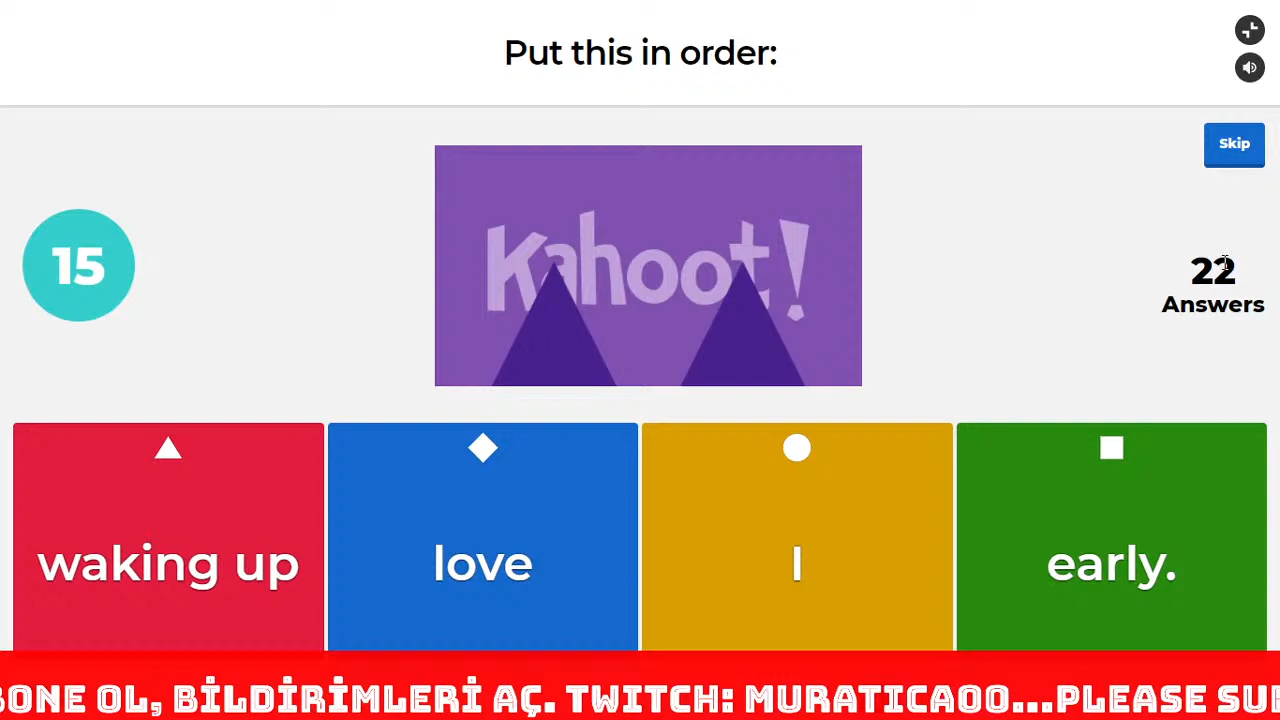 Put this in order:
Skip
Kahoot!
15
22
Answers
waking up
love
I
early.
BONE OL, BİLDİRİMLERİ AÇ. TWITCH: MURATICAOO...PLEASE SU